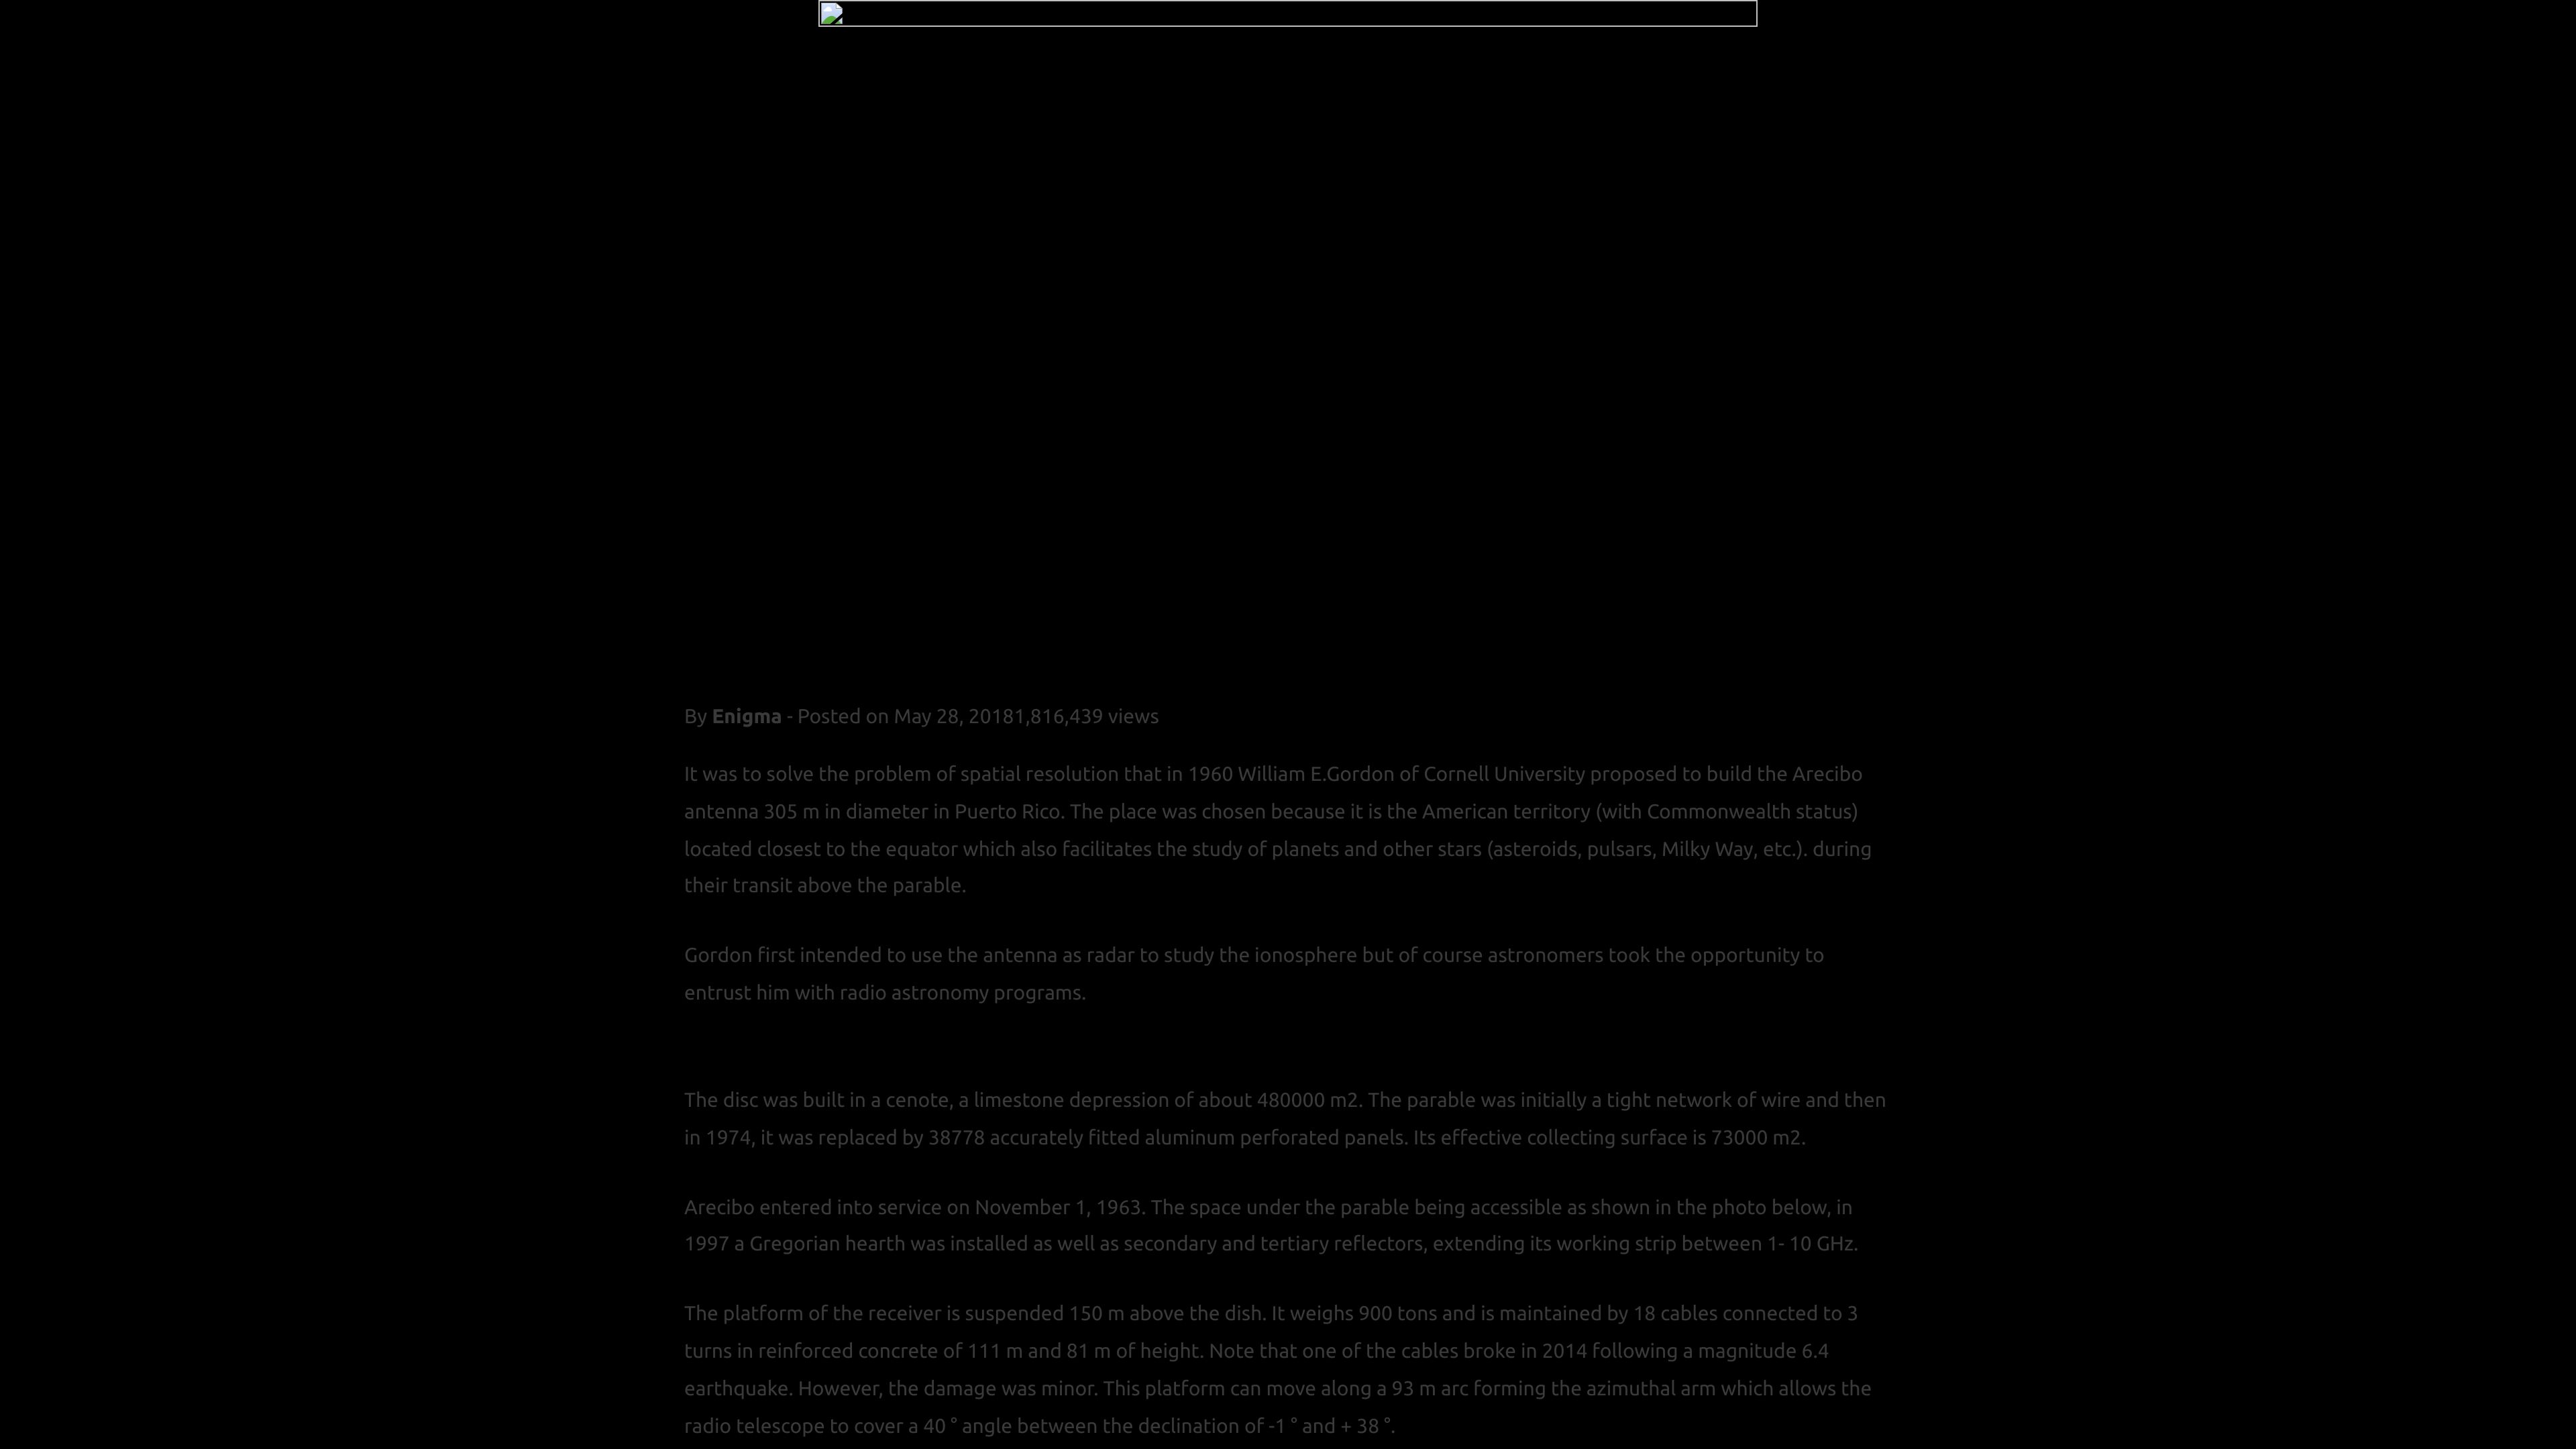 By Enigma - Posted on May 28, 20181,816,439 views
It was to solve the problem of spatial resolution that in 1960 William E.Gordon of Cornell University proposed to build the Arecibo
antenna 305 m in diameter in Puerto Rico. The place was chosen because it is the American territory (with Commonwealth status)
located closest to the equator which also facilitates the study of planets and other stars (asteroids, pulsars, Milky Way, etc.). during
their transit above the parable.
Gordon first intended to use the antenna as radar to study the ionosphere but of course astronomers took the opportunity to
entrust him with radio astronomy programs.
The disc was built in a cenote, a limestone depression of about 480000 m2. The parable was initially a tight network of wire and then
in 1974, it was replaced by 38778 accurately fitted aluminum perforated panels. Its effective collecting surface is 73000 m2.
Arecibo entered into service on November 1, 1963. The space under the parable being accessible as shown in the photo below, in
1997 a Gregorian hearth was installed as well as secondary and tertiary reflectors, extending its working strip between 1- 10 GHz.
The platform of the receiver is suspended 150 m above the dish. It weighs 900 tons and is maintained by 18 cables connected to 3
turns in reinforced concrete of 111 m and 81 m of height. Note that one of the cables broke in 2014 following a magnitude 6.4
earthquake. However, the damage was minor. This platform can move along a 93 m arc forming the azimuthal arm which allows the
radio telescope to cover a 40 ° angle between the declination of -1 ° and + 38 °.